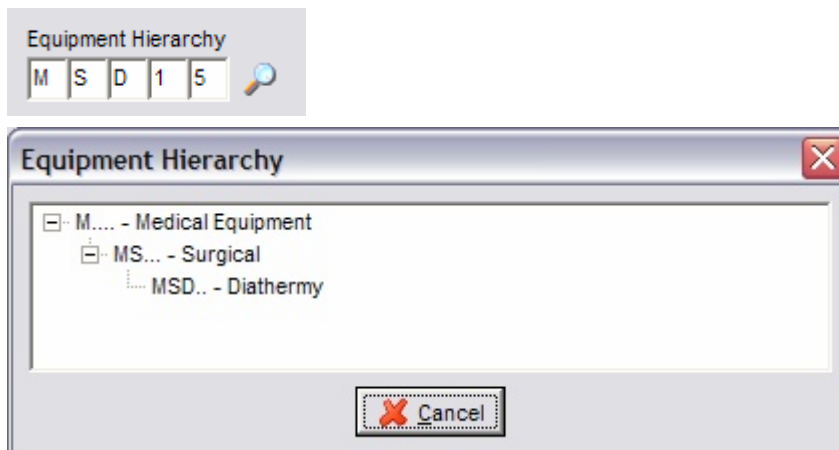 Equipment Hierarchy
M S D 1 5
Equipment Hierarchy
M.... - Medical Equipment
MS... - Surgical
MSD.. - Diathermy
Cancel